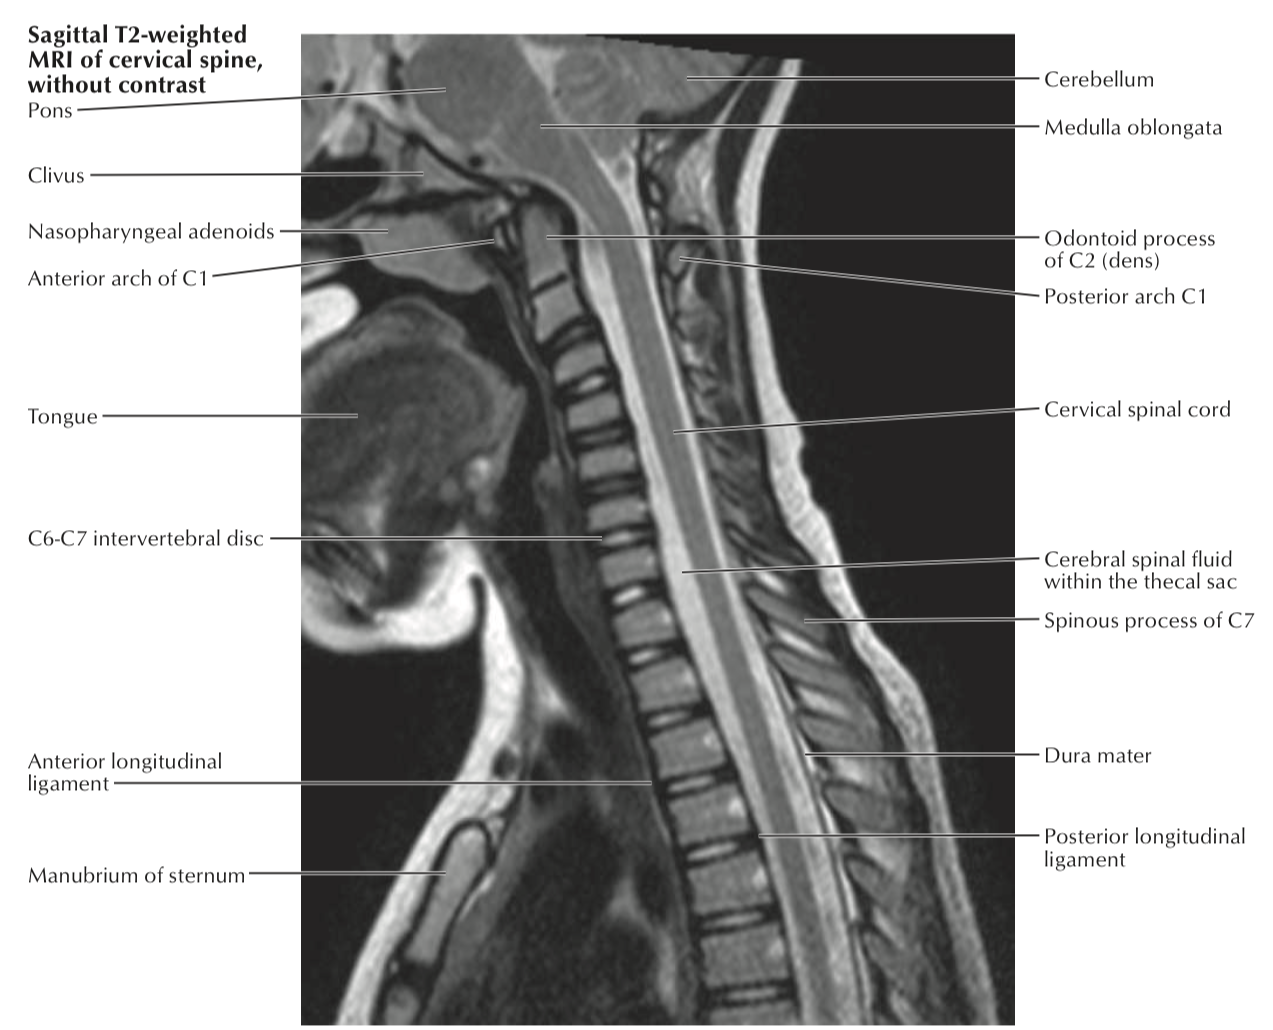 Sagittal T2-weighted
MRI of cervical spine,
without contrast
Pons
Clivus
Nasopharyngeal adenoids
Anterior arch of C1
Tongue
C6-C7 intervertebral disc
Anterior longitudinal
ligament
Manubrium of sternum
Cerebellum
Medulla oblongata
Odontoid process
of C2 (dens)
Posterior arch C1
Cervical spinal cord
Cerebral spinal fluid
within the thecal sac
Spinous process of C7
Dura mater
Posterior longitudinal
ligament